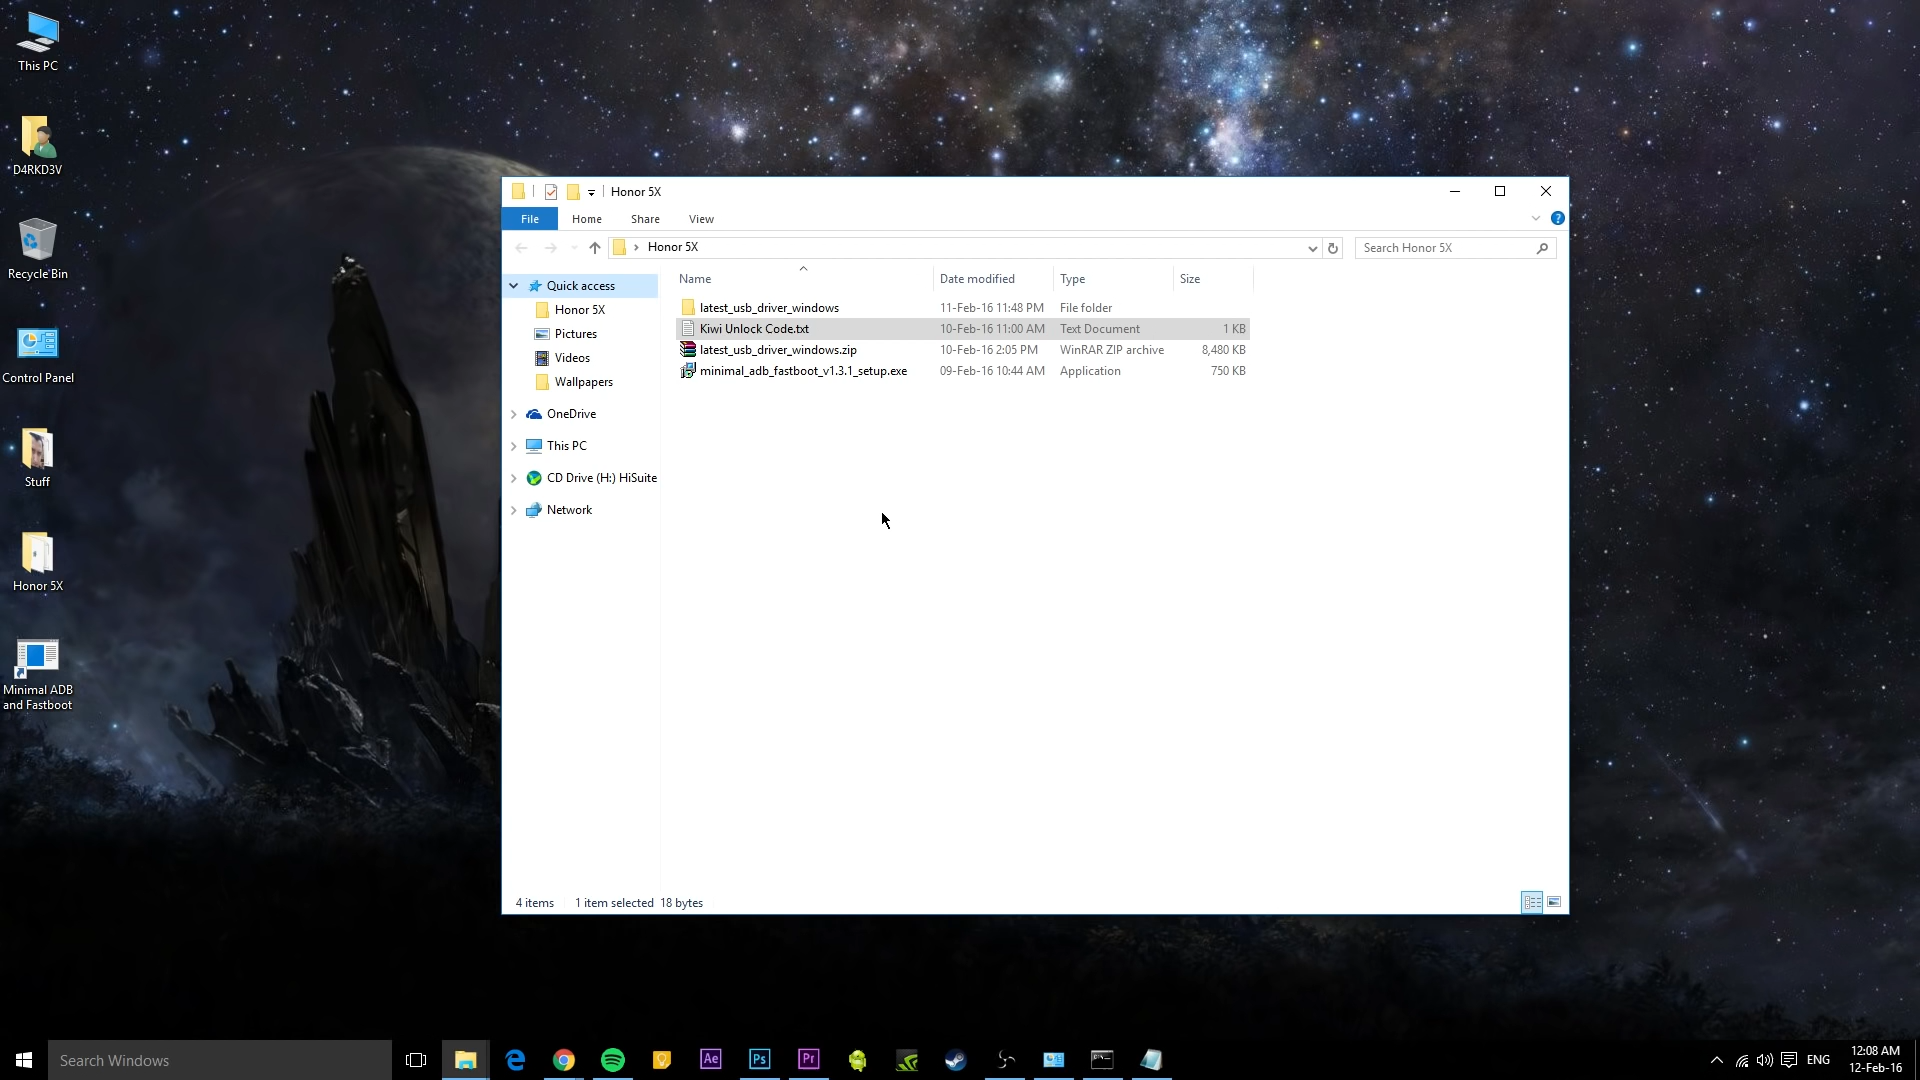 This PC
D4RKD3V
Recycle Bin
Control Panel
Stuff
Honor 5X
Minimal ADB
and Fastboot
Honor 5X
File Home Share View
Honor 5X
Search Honor 5X
Name Date modified Type Size
latest_usb_driver_windows 11-Feb-16 11:48 PM File folder
Kiwi Unlock Code.txt 10-Feb-16 11:00 AM Text Document 1 KB
latest_usb_driver_windows.zip 10-Feb-16 2:05 PM WinRAR ZIP archive 8,480 KB
minimal_adb_fastboot_v1.3.1_setup.exe 09-Feb-16 10:44 AM Application 750 KB
Quick access
Honor 5X
Pictures
Videos
Wallpapers
OneDrive
This PC
CD Drive (H:) HiSuite
Network
4 items 1 item selected 18 bytes
Search Windows
Ae
Ps
Pr
ENG
12:08 AM
12-Feb-16